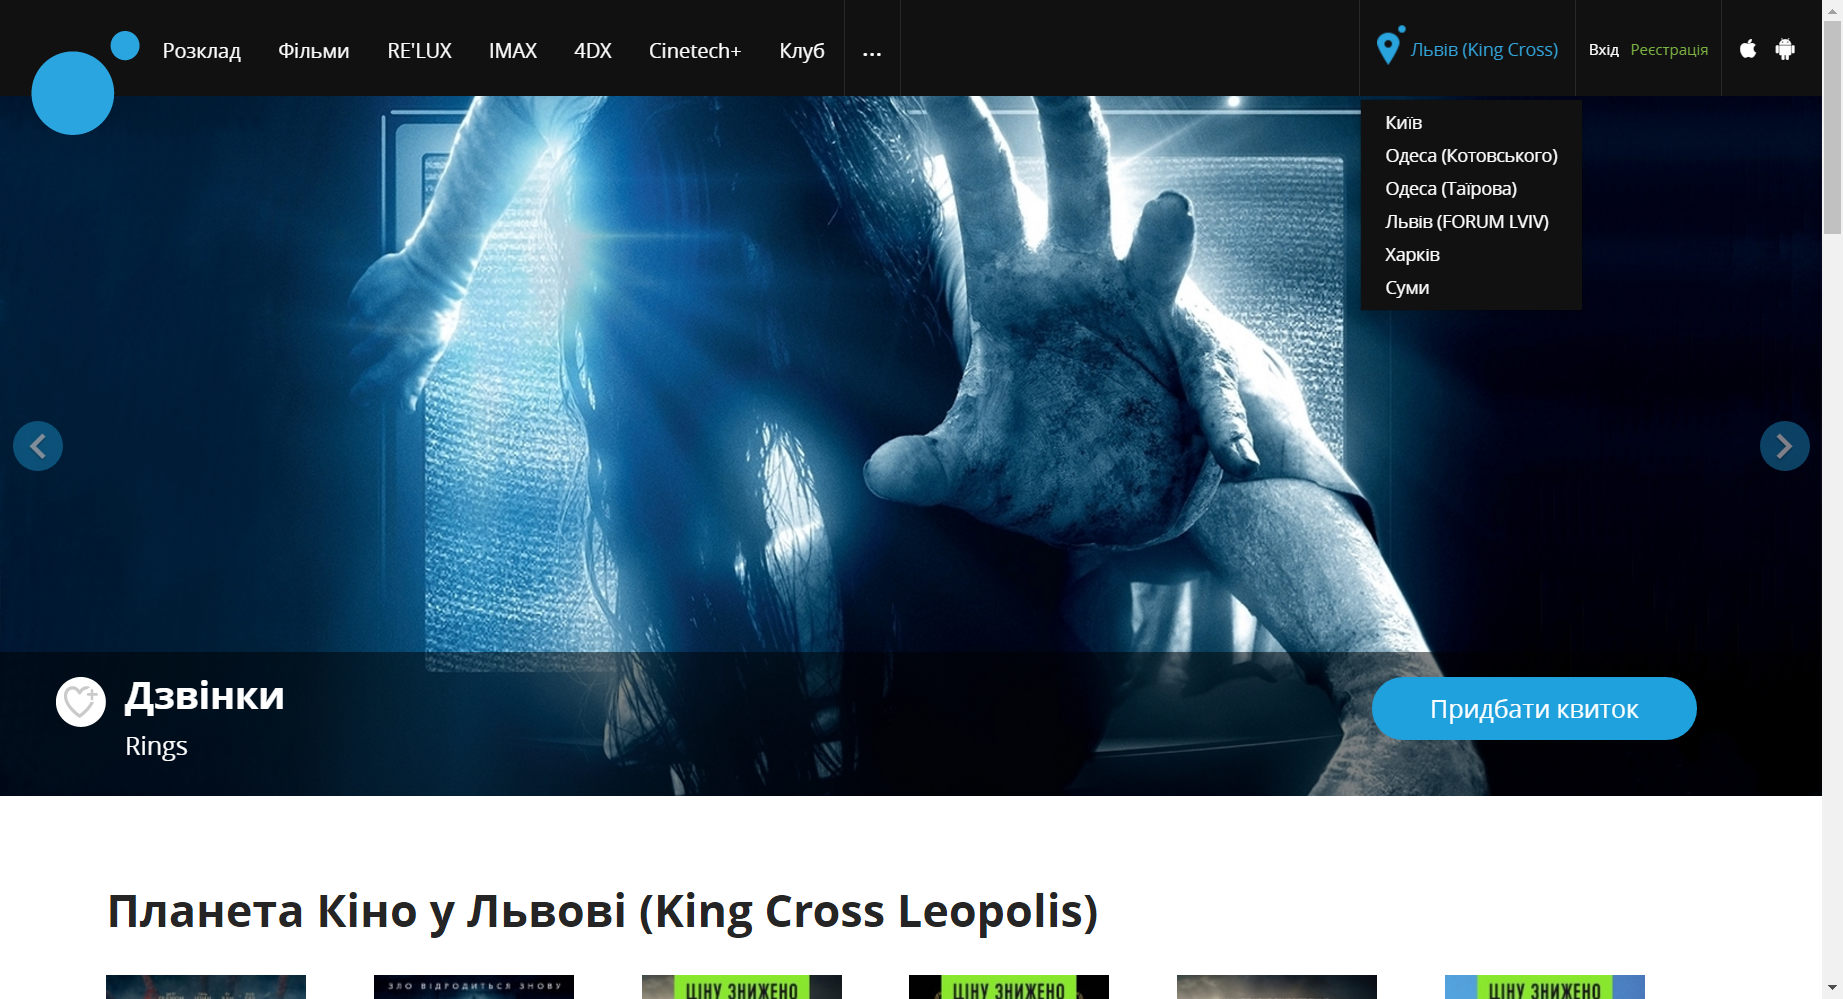 Розклад Фільми RE'LUX IMAX 4DX Cinetech+ Клуб ... Львів (King Cross) Вхід Реєстрація
Київ
Одеса (Котовського)
Одеса (Таїрова)
Львів (FORUM LVIV)
Харків
Суми
Дзвінки
Rings
Придбати квиток
Планета Кіно у Львові (King Cross Leopolis)
ЗЛО ВІДРОДИТЬСЯ ЗНОВУ
ЦІНУ ЗНИЖЕНО
ЦІНУ ЗНИЖЕНО
ЦІНУ ЗНИЖЕНО